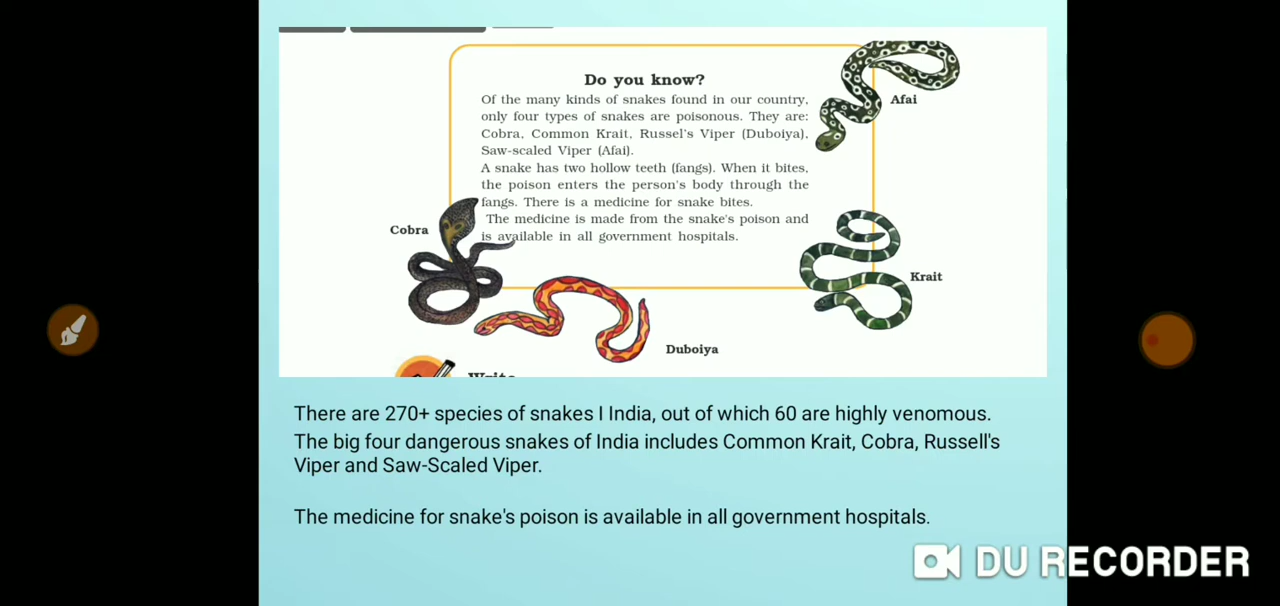 Do you know?
Of the many kinds of snakes found in our country,
only four types of snakes are poisonous. They are:
Cobra, Common Krait, Russel's Viper (Duboiya),
Saw-scaled Viper (Afai).
A snake has two hollow teeth (fangs). When it bites,
the poison enters the person's body through the
fangs. There is a medicine for snake bites.
The medicine is made from the snake's poison and
is available in all government hospitals.
Afai
Cobra
Krait
Duboiya
There are 270+ species of snakes I India, out of which 60 are highly venomous.
The big four dangerous snakes of India includes Common Krait, Cobra, Russell's
Viper and Saw-Scaled Viper.
The medicine for snake's poison is available in all government hospitals.
DU RECORDER